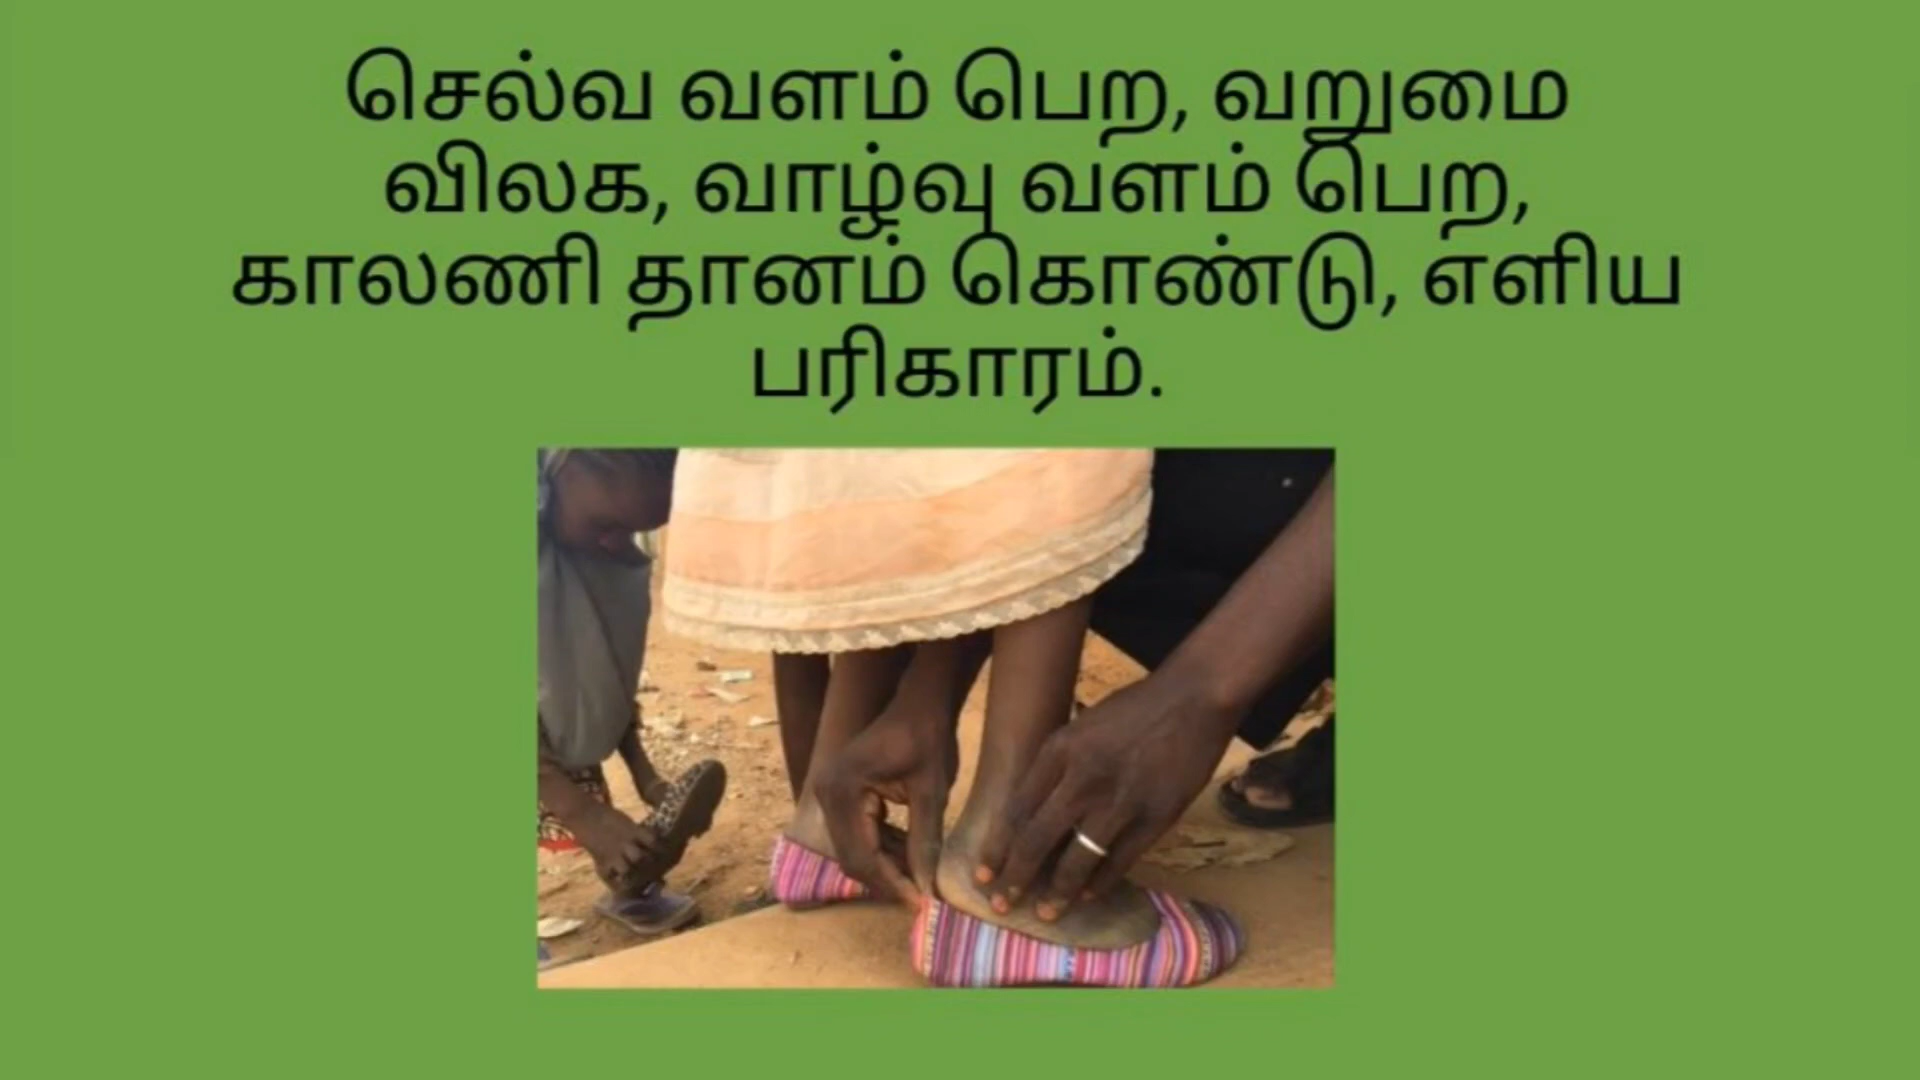 செல்வ வளம் பெற, வறுமை
விலக, வாழ்வு வளம் பெற,
காலணி தானம் கொண்டு, எளிய
பரிகாரம்.